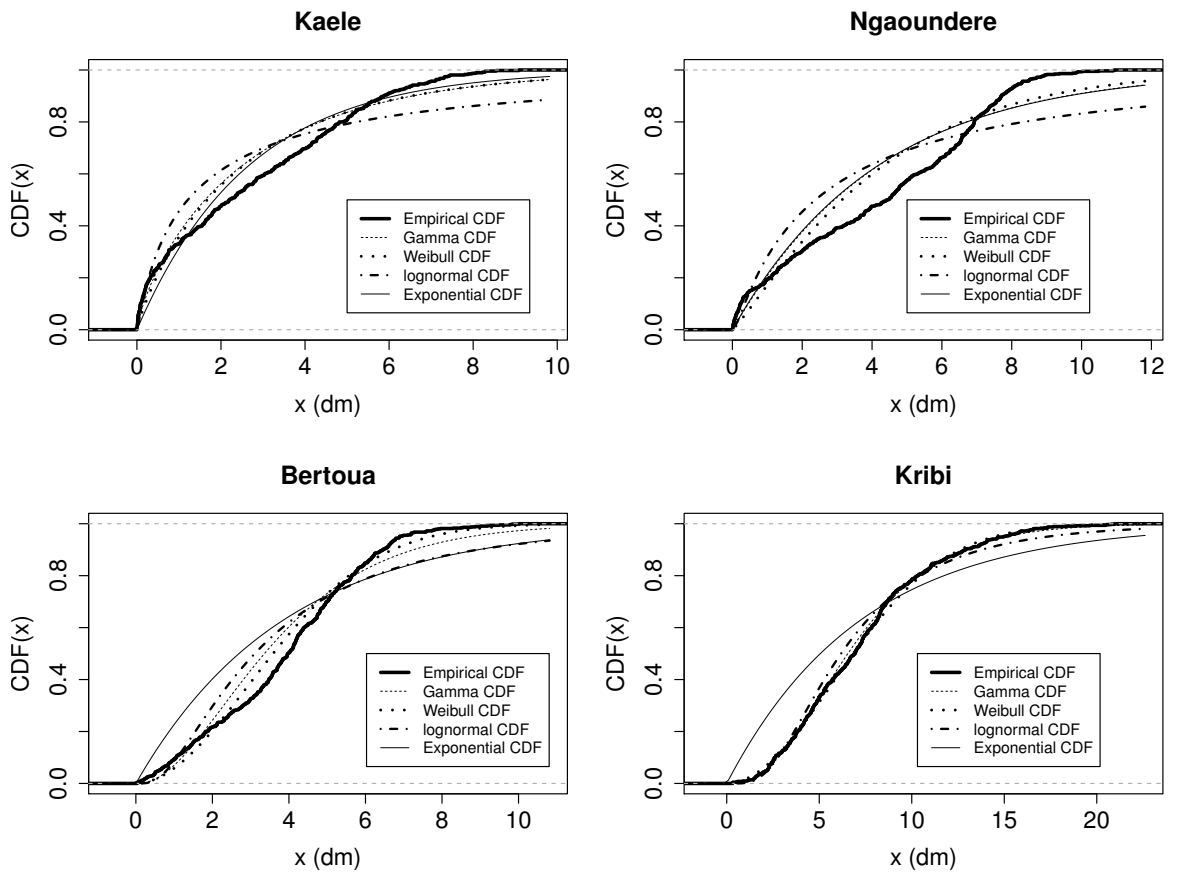 Kaele
CDF(x)
0.0 0.4 0.8
Empirical CDF
Gamma CDF
Weibull CDF
lognormal CDF
Exponential CDF
0 2 4 6 8 10
x (dm)
Ngaoundere
CDF(x)
0.0 0.4 0.8
Empirical CDF
Gamma CDF
Weibull CDF
lognormal CDF
Exponential CDF
0 2 4 6 8 10 12
x (dm)
Bertoua
CDF(x)
0.0 0.4 0.8
Empirical CDF
Gamma CDF
Weibull CDF
lognormal CDF
Exponential CDF
0 2 4 6 8 10
x (dm)
Kribi
CDF(x)
0.0 0.4 0.8
Empirical CDF
Gamma CDF
Weibull CDF
lognormal CDF
Exponential CDF
0 5 10 15 20
x (dm)